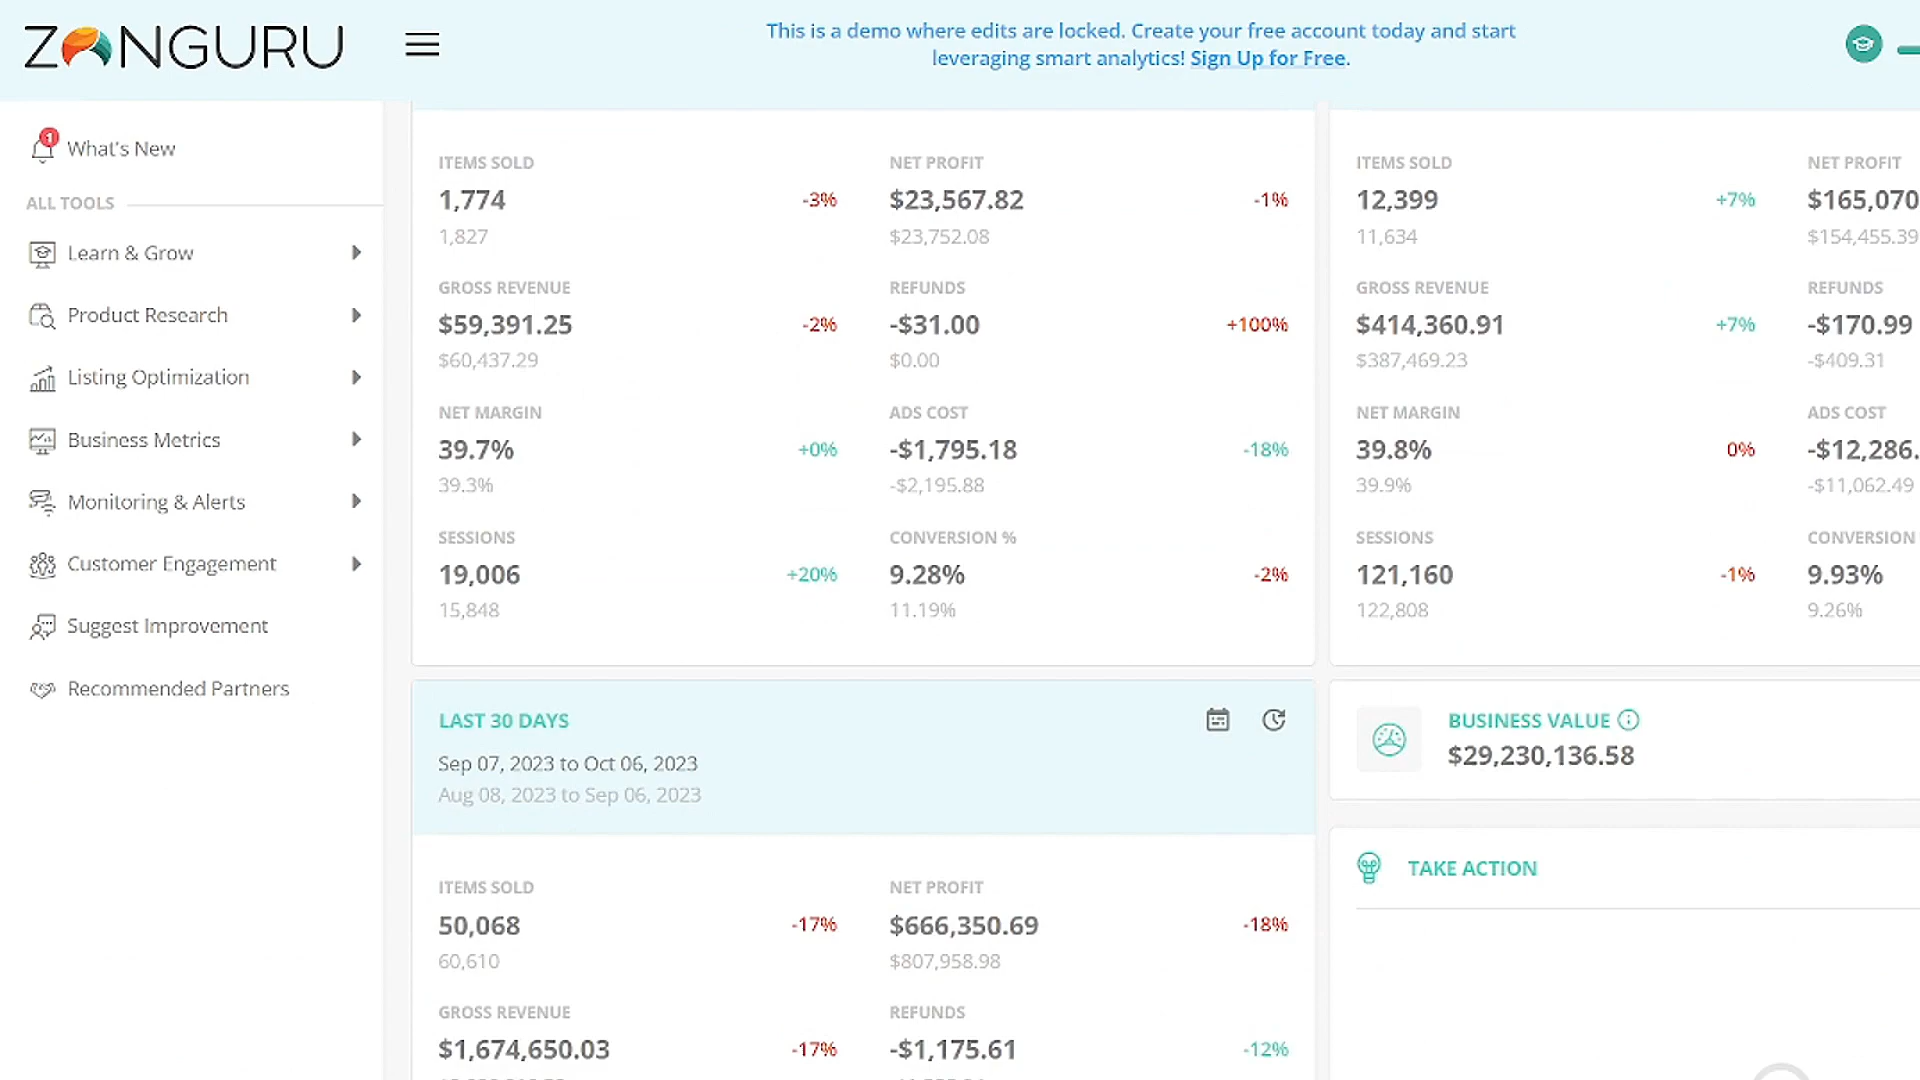 ZONGURU
This is a demo where edits are locked. Create your free account today and start
leveraging smart analytics! Sign Up for Free.
1
What's New
ALL TOOLS
Learn & Grow
Product Research
Listing Optimization
Business Metrics
Monitoring & Alerts
Customer Engagement
Suggest Improvement
Recommended Partners
ITEMS SOLD
1,774 -3%
1,827
NET PROFIT
$23,567.82 -1%
$23,752.08
GROSS REVENUE
$59,391.25 -2%
$60,437.29
REFUNDS
-$31.00 +100%
$0.00
NET MARGIN
39.7% +0%
39.3%
ADS COST
-$1,795.18 -18%
-$2,195.88
SESSIONS
19,006 +20%
15,848
CONVERSION %
9.28% -2%
11.19%
ITEMS SOLD
12,399 +7%
11,634
NET PROFIT
$165,070
$154,455.39
GROSS REVENUE
$414,360.91 +7%
$387,469.23
REFUNDS
-$170.99
-$409.31
NET MARGIN
39.8% 0%
39.9%
ADS COST
-$12,286.
-$11,062.49
SESSIONS
121,160 -1%
122,808
CONVERSION
9.93%
9.26%
LAST 30 DAYS
Sep 07, 2023 to Oct 06, 2023
Aug 08, 2023 to Sep 06, 2023
ITEMS SOLD
50,068 -17%
60,610
NET PROFIT
$666,350.69 -18%
$807,958.98
GROSS REVENUE
$1,674,650.03 -17%
REFUNDS
-$1,175.61 -12%
BUSINESS VALUE
$29,230,136.58
TAKE ACTION